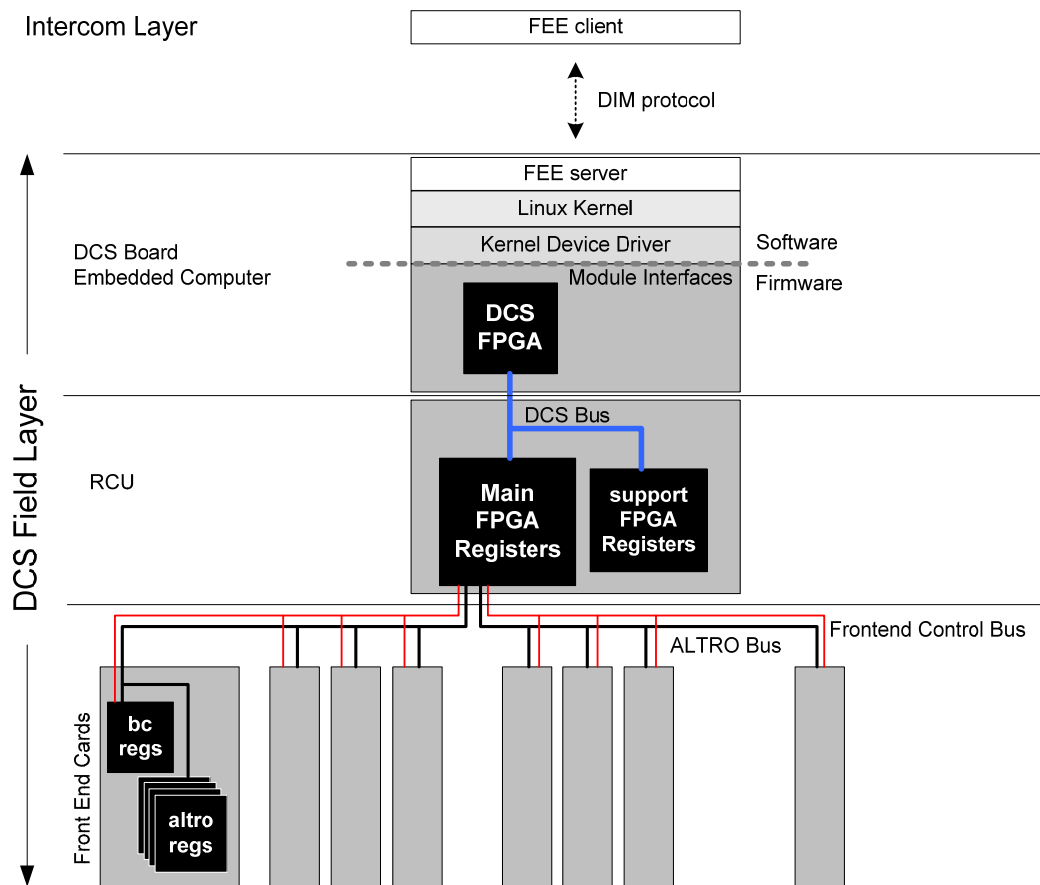 Intercom Layer
FEE client
DIM protocol
FEE server
Linux Kernel
Kernel Device Driver
Software
DCS Board
Embedded Computer
Module Interfaces
Firmware
DCS
FPGA
DCS Field Layer
DCS Bus
RCU
Main
FPGA
Registers
support
FPGA
Registers
Frontend Control Bus
ALTRO Bus
Front End Cards
bc
regs
altro
regs